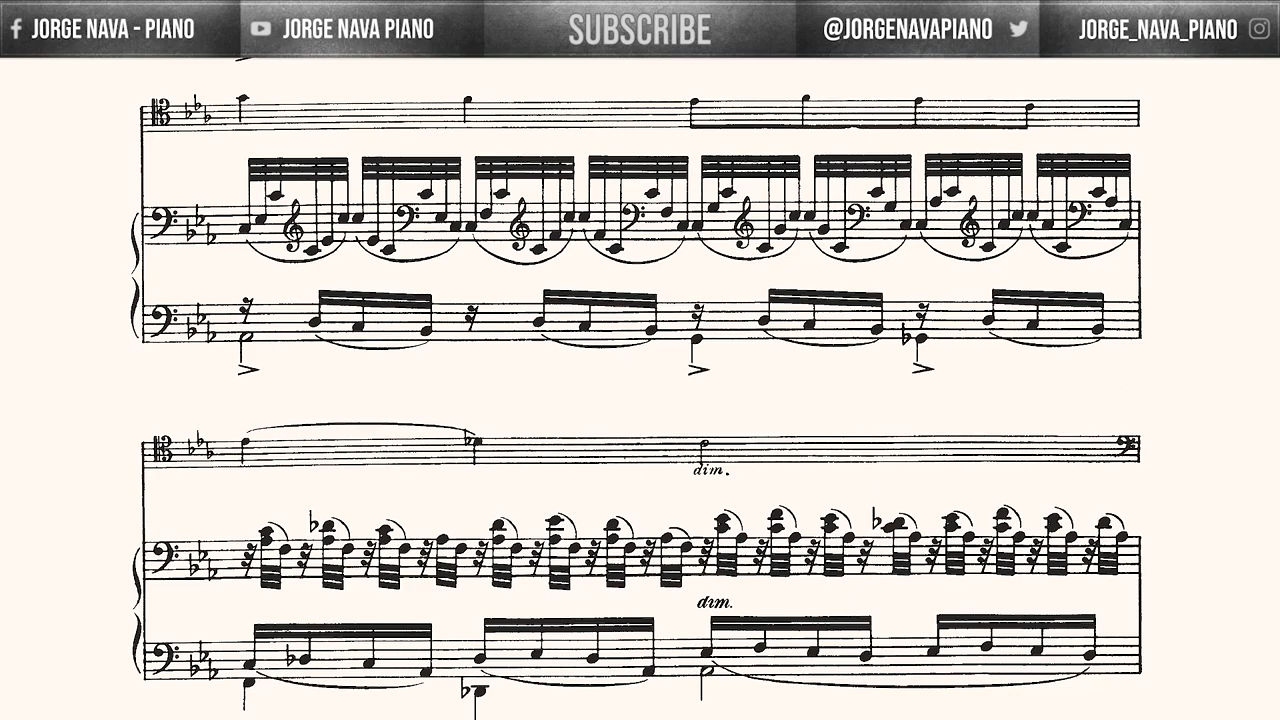 JORGE NAVA - PIANO
JORGE NAVA PIANO
SUBSCRIBE
@JORGENAVAPIANO
JORGE_NAVA_PIANO
dim.
dim.